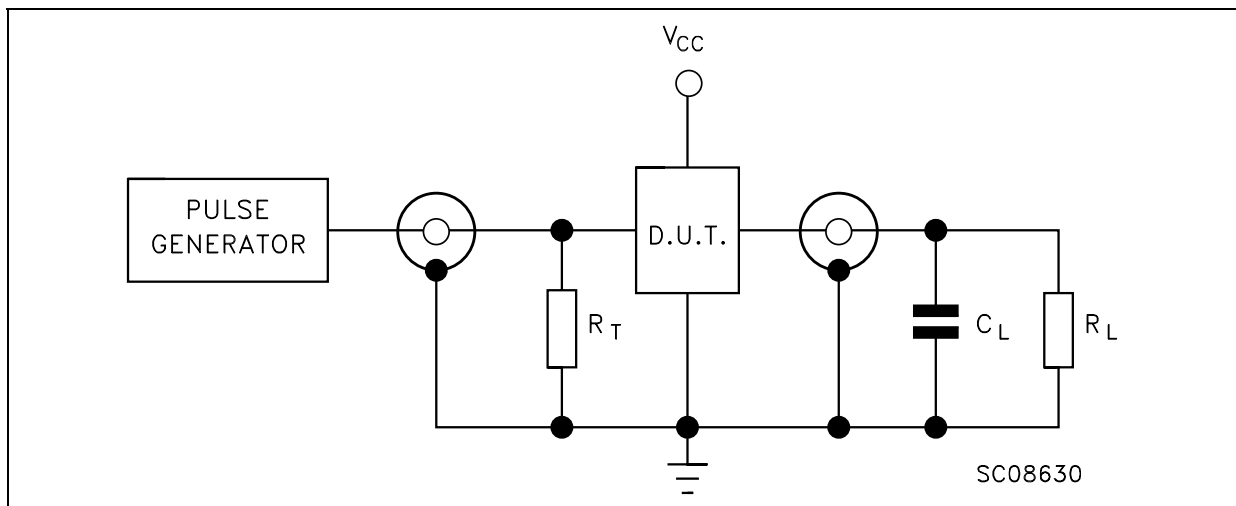 VCC
PULSE
GENERATOR
D.U.T.
RT
CL
RL
SC08630